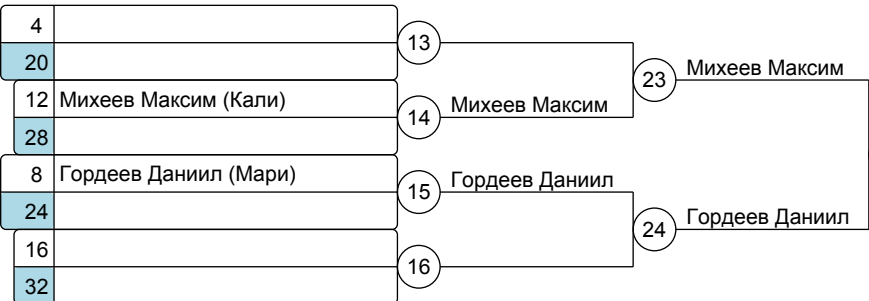 4
13
20
23 Михеев Максим
12 Михеев Максим (Кали)
14 Михеев Максим
28
8 Гордеев Даниил (Мари)
15 Гордеев Даниил
24
24 Гордеев Даниил
16
16
32